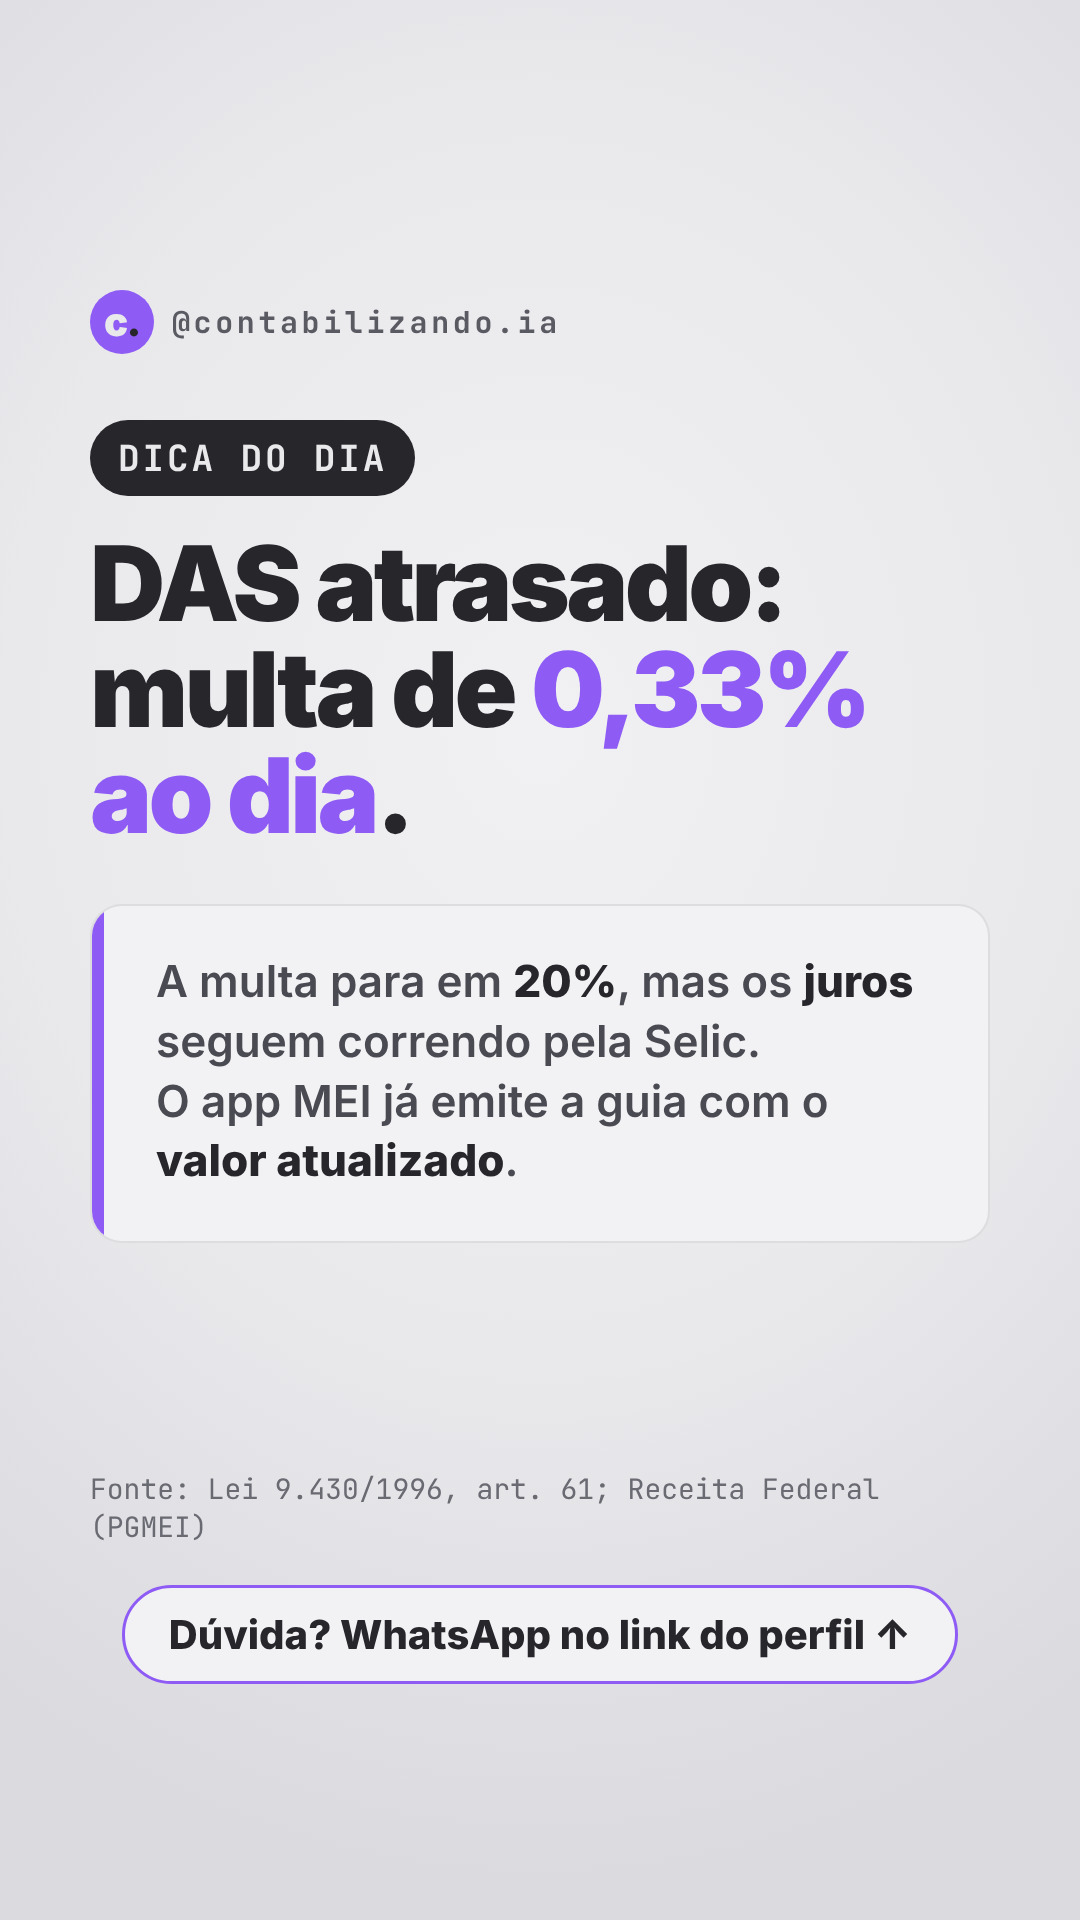 c. @contabilizando.ia
DICA DO DIA
DAS atrasado:
multa de 0,33%
ao dia.
A multa para em 20%, mas os juros
seguem correndo pela Selic.
O app MEI já emite a guia com o
valor atualizado.
Fonte: Lei 9.430/1996, art. 61; Receita Federal
(PGMEI)
Dúvida? WhatsApp no link do perfil ↑